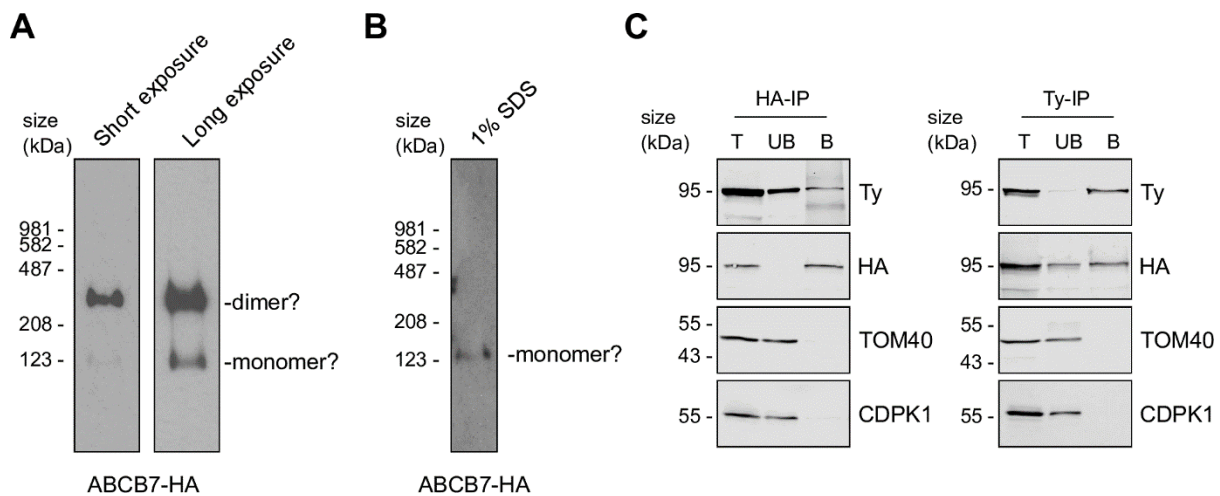 A
B
C
Short exposure
Long exposure
size
(kDa)
981 -
582 -
487 -
208 -
123 -
-dimer?
-monomer?
ABCB7-HA
1% SDS
size
(kDa)
981 -
582 -
487 -
208 -
123 -
-monomer?
ABCB7-HA
HA-IP
size
(kDa)
T UB B
95 - Ty
95 - HA
55 - TOM40
43 -
55 - CDPK1
Ty-IP
size
(kDa)
T UB B
95 - Ty
95 - HA
55 - TOM40
43 -
55 - CDPK1